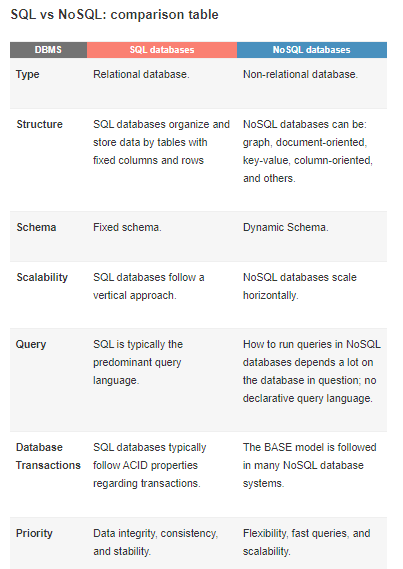 SQL vs NoSQL: comparison table
DBMS SQL databases NoSQL databases
Type Relational database. Non-relational database.
Structure SQL databases organize and NoSQL databases can be:
store data by tables with graph, document-oriented,
fixed columns and rows key-value, column-oriented,
and others.
Schema Fixed schema. Dynamic Schema.
Scalability SQL databases follow a NoSQL databases scale
vertical approach. horizontally.
Query SQL is typically the How to run queries in NoSQL
predominant query databases depends a lot on
language. the database in question; no
declarative query language.
Database SQL databases typically The BASE model is followed
Transactions follow ACID properties in many NoSQL database
regarding transactions. systems.
Priority Data integrity, consistency, Flexibility, fast queries, and
and stability. scalability.